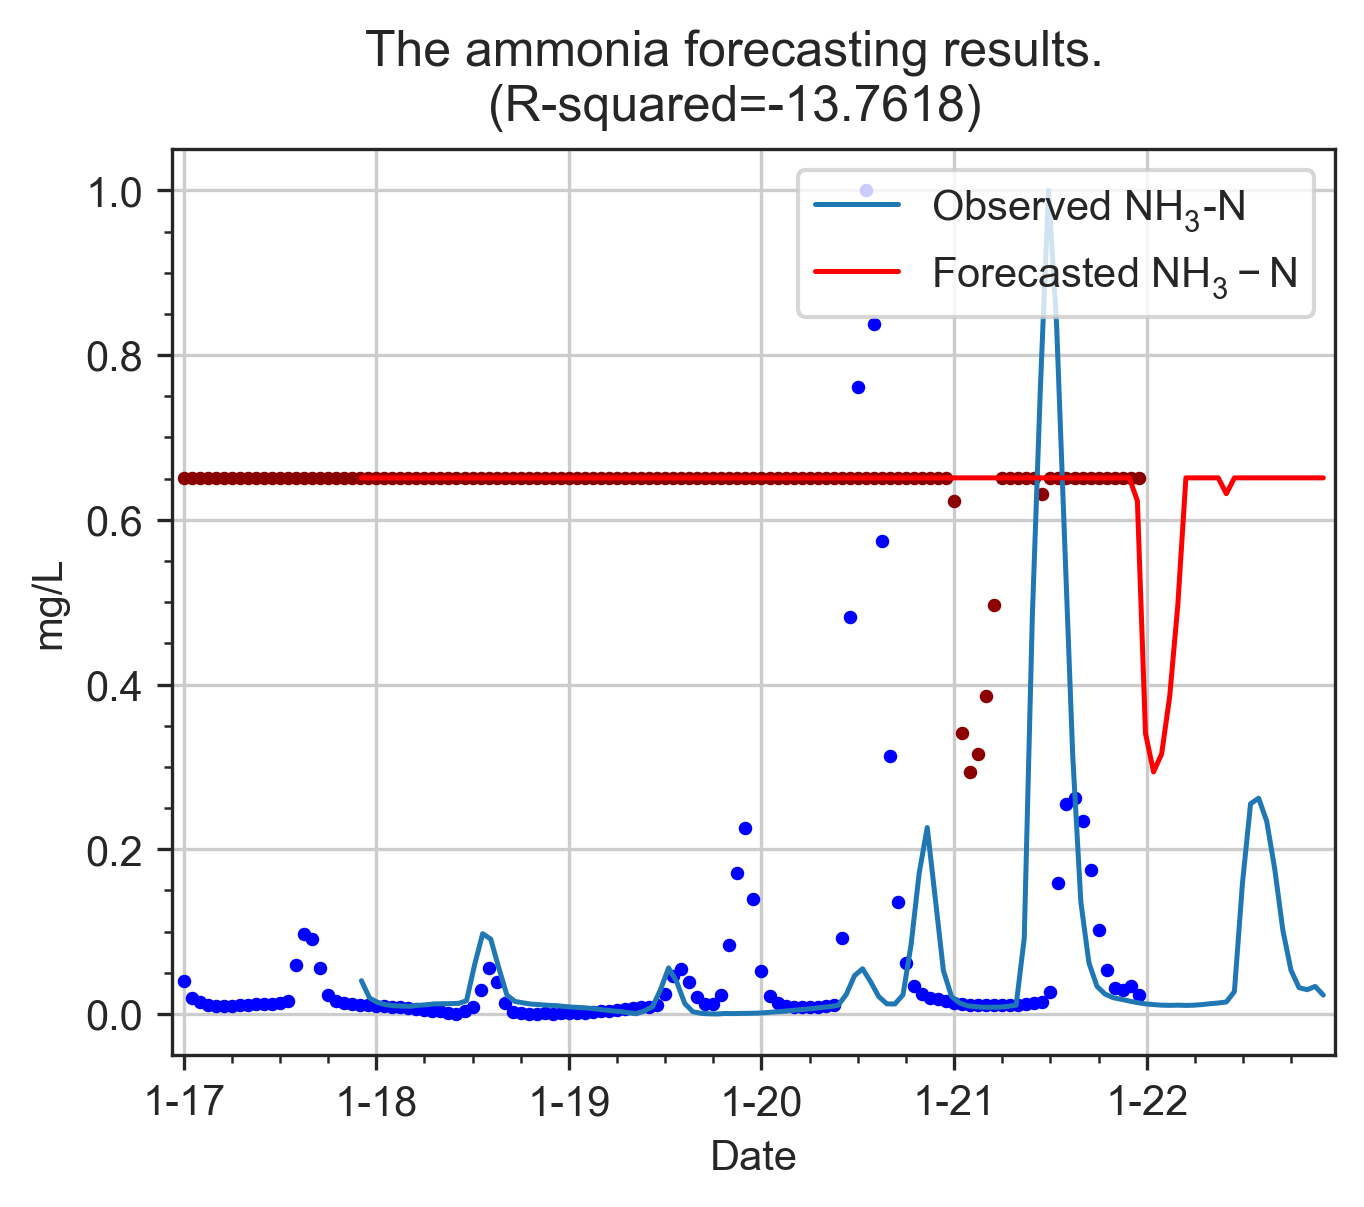 The ammonia forecasting results.
(R-squared=-13.7618)
1.0
0.8
0.6
0.4
0.2
0.0
mg/L
Observed NH₃-N
Forecasted NH₃ − N
1-17 1-18 1-19 1-20 1-21 1-22
Date